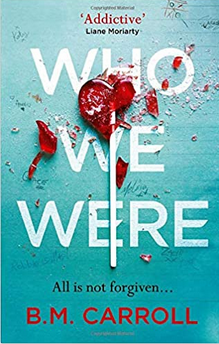 ‘Addictive’
Liane Moriarty
WHO
WE
WERE
All is not forgiven...
B.M. CARROLL